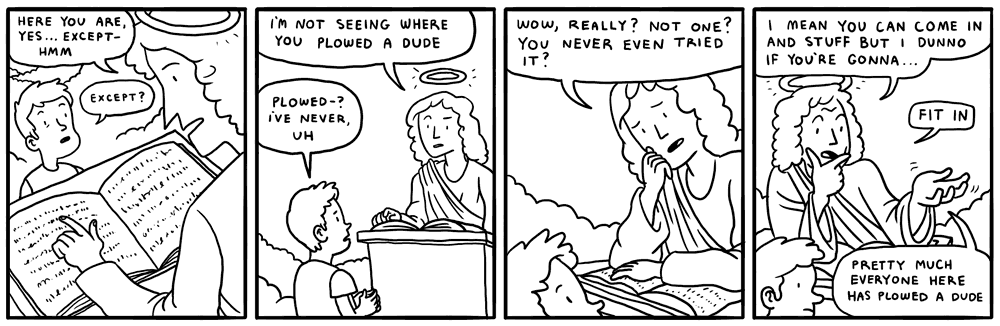 HERE YOU ARE,
YES... EXCEPT-
HMM
EXCEPT?
I'M NOT SEEING WHERE
YOU PLOWED A DUDE
PLOWED-?
I'VE NEVER,
UH
WOW, REALLY? NOT ONE?
YOU NEVER EVEN TRIED
IT?
I MEAN YOU CAN COME IN
AND STUFF BUT I DUNNO
IF YOU'RE GONNA...
FIT IN
PRETTY MUCH
EVERYONE HERE
HAS PLOWED A DUDE